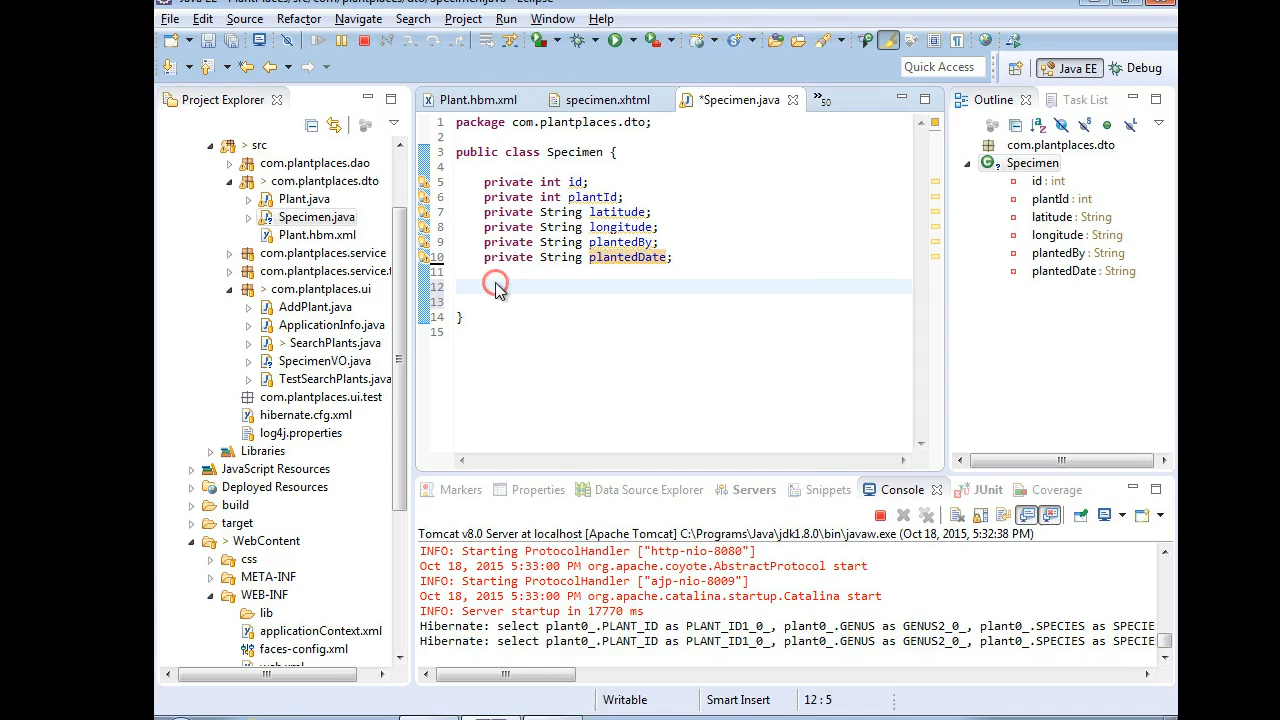 Java EE - PlantPlaces/src/com/plantplaces/dto/Specimen.java - Eclipse
File Edit Source Refactor Navigate Search Project Run Window Help
Quick Access
Java EE
Debug
Project Explorer
Plant.hbm.xml
specimen.xhtml
*Specimen.java
»50
Outline
Task List
> src
com.plantplaces.dao
> com.plantplaces.dto
Plant.java
Specimen.java
Plant.hbm.xml
com.plantplaces.service
com.plantplaces.service.t
com.plantplaces.ui
AddPlant.java
ApplicationInfo.java
> SearchPlants.java
SpecimenVO.java
TestSearchPlants.java
com.plantplaces.ui.test
hibernate.cfg.xml
log4j.properties
Libraries
JavaScript Resources
Deployed Resources
build
target
> WebContent
css
META-INF
WEB-INF
lib
applicationContext.xml
faces-config.xml
web.xml
1 package com.plantplaces.dto;
2
3 public class Specimen {
4
5 private int id;
6 private int plantId;
7 private String latitude;
8 private String longitude;
9 private String plantedBy;
10 private String plantedDate;
11
12
13
14 }
15
com.plantplaces.dto
Specimen
id : int
plantId : int
latitude : String
longitude : String
plantedBy : String
plantedDate : String
Markers Properties Data Source Explorer Servers Snippets Console JUnit Coverage
Tomcat v8.0 Server at localhost [Apache Tomcat] C:\Programs\Java\jdk1.8.0\bin\javaw.exe (Oct 18, 2015, 5:32:38 PM)
INFO: Starting ProtocolHandler ["http-nio-8080"]
Oct 18, 2015 5:33:00 PM org.apache.coyote.AbstractProtocol start
INFO: Starting ProtocolHandler ["ajp-nio-8009"]
Oct 18, 2015 5:33:00 PM org.apache.catalina.startup.Catalina start
INFO: Server startup in 17770 ms
Hibernate: select plant0_.PLANT_ID as PLANT_ID1_0_, plant0_.GENUS as GENUS2_0_, plant0_.SPECIES as SPECIE
Hibernate: select plant0_.PLANT_ID as PLANT_ID1_0_, plant0_.GENUS as GENUS2_0_, plant0_.SPECIES as SPECIE
Writable
Smart Insert
12 : 5